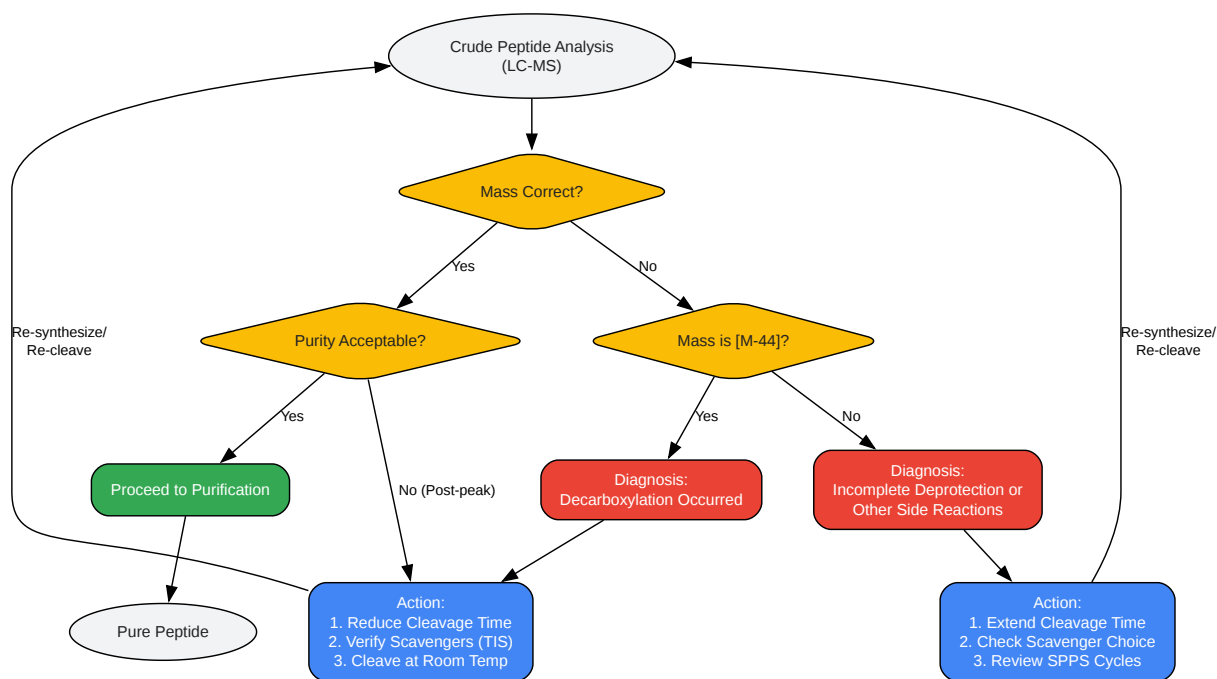 Crude Peptide Analysis
(LC-MS)
Mass Correct?
Yes
No
Re-synthesize/
Re-cleave
Purity Acceptable?
Mass is [M-44]?
Re-synthesize/
Re-cleave
Yes
No (Post-peak)
Yes
No
Proceed to Purification
Diagnosis:
Decarboxylation Occurred
Diagnosis:
Incomplete Deprotection or
Other Side Reactions
Pure Peptide
Action:
1. Reduce Cleavage Time
2. Verify Scavengers (TIS)
3. Cleave at Room Temp
Action:
1. Extend Cleavage Time
2. Check Scavenger Choice
3. Review SPPS Cycles